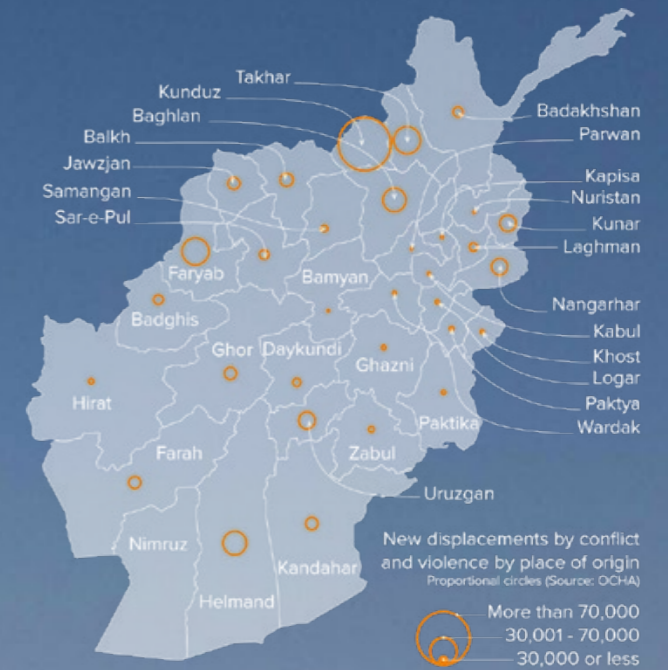 Takhar
Kunduz
Baghlan
Balkh
Jawzjan
Samangan
Sar-e-Pul
Badakhshan
Parwan
Kapisa
Nuristan
Kunar
Laghman
Nangarhar
Kabul
Khost
Logar
Paktya
Wardak
Uruzgan
Faryab
Bamyan
Badghis
Ghor
Daykundi
Ghazni
Hirat
Farah
Zabul
Paktika
Nimruz
Kandahar
Helmand
New displacements by conflict
and violence by place of origin
Proportional circles (Source: OCHA)
More than 70,000
30,001 - 70,000
30,000 or less